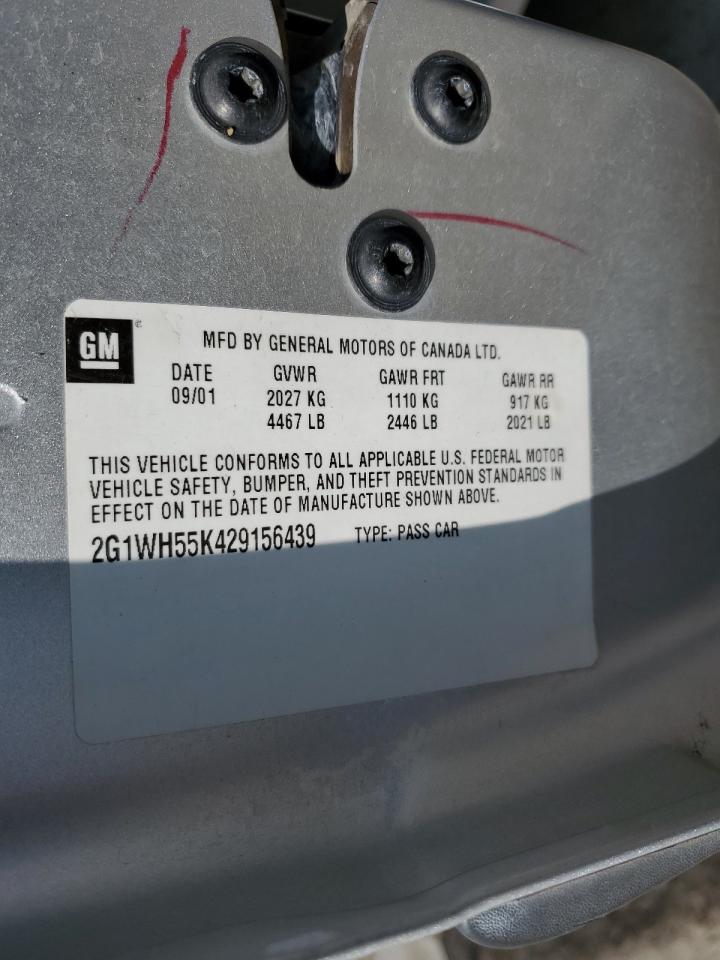 GM
MFD BY GENERAL MOTORS OF CANADA LTD.
DATE GVWR GAWR FRT GAWR RR
09/01 2027 KG 1110 KG 917 KG
4467 LB 2446 LB 2021 LB
THIS VEHICLE CONFORMS TO ALL APPLICABLE U.S. FEDERAL MOTOR
VEHICLE SAFETY, BUMPER, AND THEFT PREVENTION STANDARDS IN
EFFECT ON THE DATE OF MANUFACTURE SHOWN ABOVE.
2G1WH55K429156439 TYPE: PASS CAR